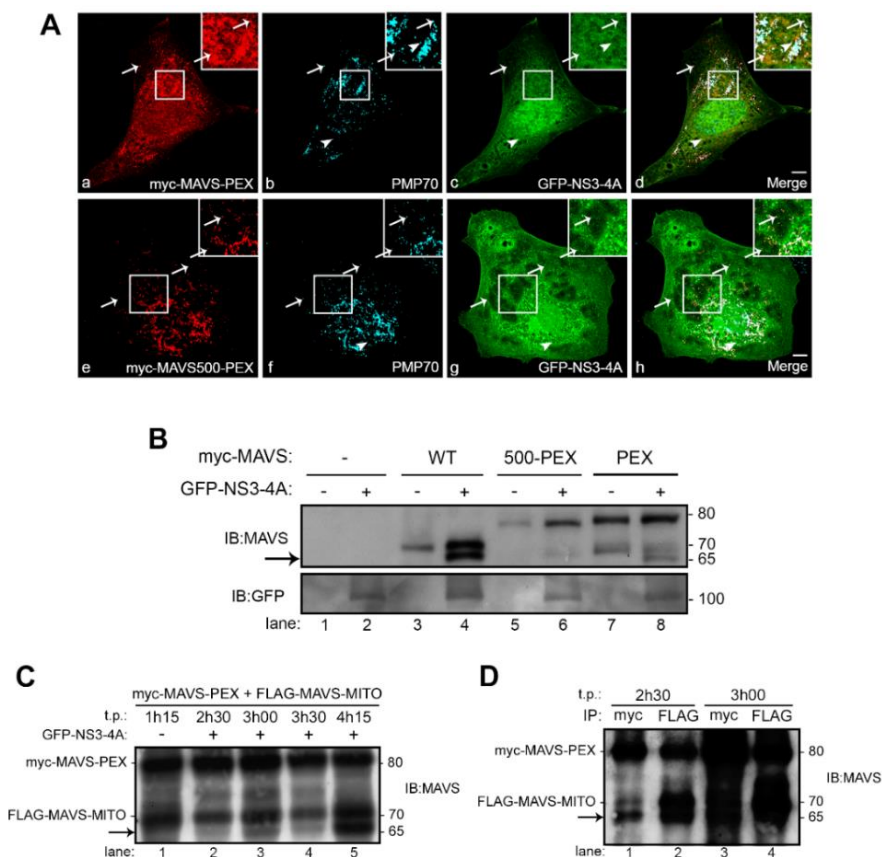 A
a myc-MAVS-PEX b PMP70 c GFP-NS3-4A d Merge
e myc-MAVS500-PEX f PMP70 g GFP-NS3-4A h Merge
B
myc-MAVS: - WT 500-PEX PEX
GFP-NS3-4A: - + - + - + - +
IB:MAVS
- 80
- 70
- 65
IB:GFP - 100
lane: 1 2 3 4 5 6 7 8
C
myc-MAVS-PEX + FLAG-MAVS-MITO
t.p.: 1h15 2h30 3h00 3h30 4h15
GFP-NS3-4A: - + + + +
myc-MAVS-PEX 80
IB:MAVS
FLAG-MAVS-MITO 70
65
lane: 1 2 3 4 5
D
t.p.: 2h30 3h00
IP: myc FLAG myc FLAG
myc-MAVS-PEX 80
IB:MAVS
FLAG-MAVS-MITO 70
65
lane: 1 2 3 4